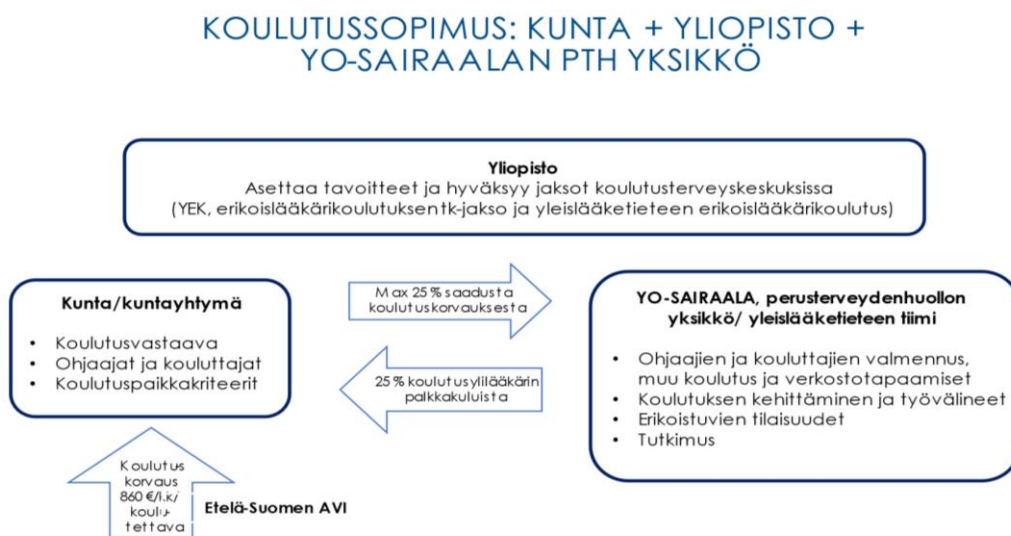 KOULUTUSSOPIMUS: KUNTA + YLIOPISTO +
YO-SAIRAALAN PTH YKSIKKÖ
Yliopisto
Asettaa tavoitteet ja hyväksyy jaksot koulutusterveyskeskuksissa
(YEK, erikoislääkärikoulutuksen tk-jakso ja yleislääketieteen erikoislääkärikoulutus)
Kunta/kuntayhtymä
• Koulutusvastaava
• Ohjaajat ja kouluttajat
• Koulutuspaikkakriteerit
Max 25 % saadusta
koulutuskorvauksesta
25 % koulutusylilääkärin
palkkakuluista
YO-SAIRAALA, perusterveydenhuollon
yksikkö/ yleislääketieteen tiimi
• Ohjaajien ja kouluttajien valmennus,
muu koulutus ja verkostotapaamiset
• Koulutuksen kehittäminen ja työvälineet
• Erikoistuvien tilaisuudet
• Tutkimus
Koulutus
korvaus
860 €/l.k/
koulu-
tettava
Etelä-Suomen AVI